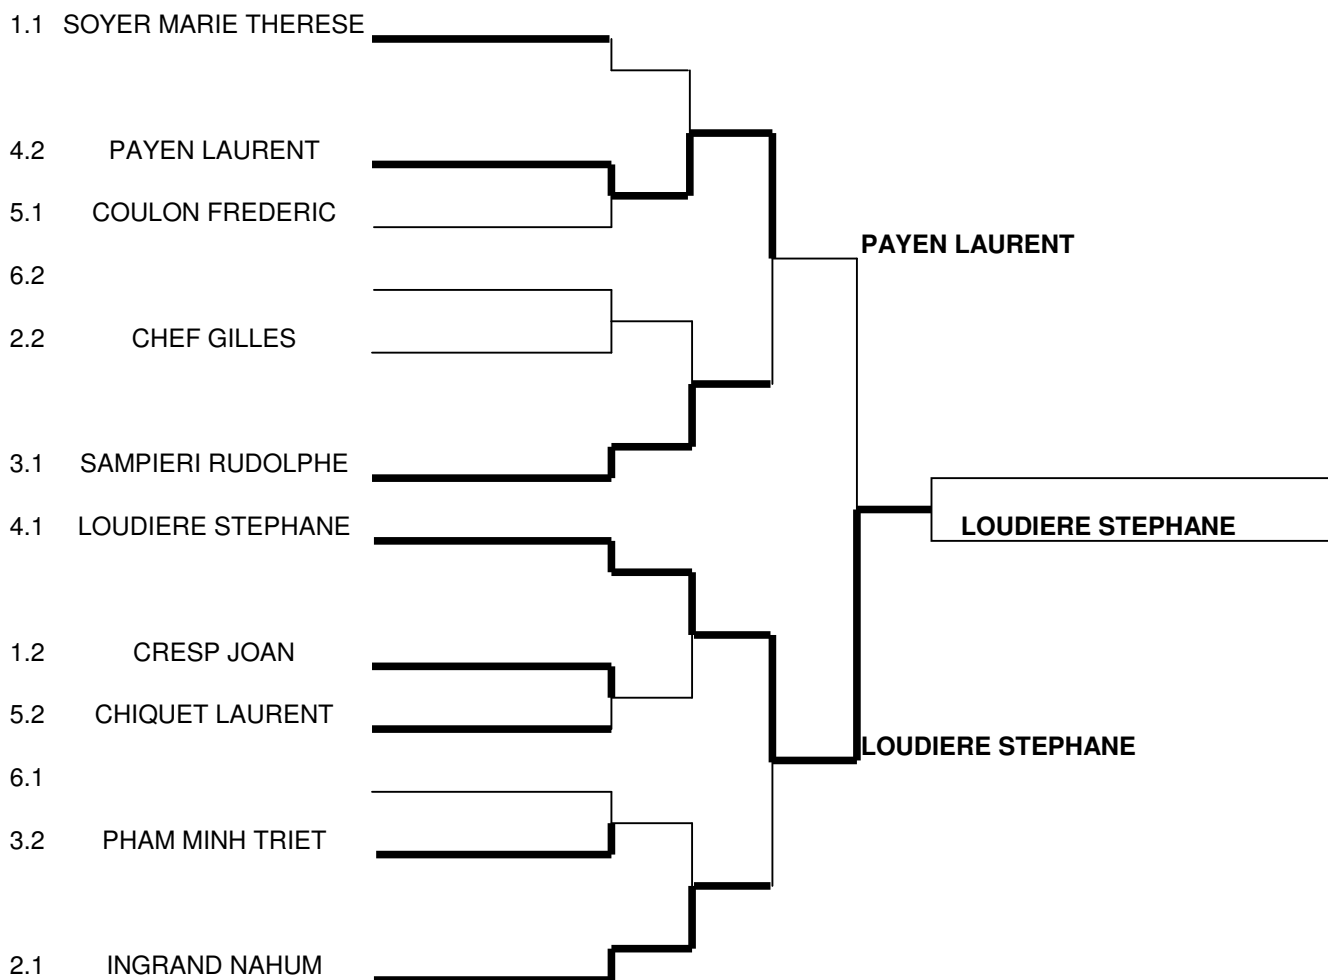 1.1 SOYER MARIE THERESE
4.2 PAYEN LAURENT
5.1 COULON FREDERIC
PAYEN LAURENT
6.2
2.2 CHEF GILLES
3.1 SAMPIERI RUDOLPHE
4.1 LOUDIERE STEPHANE
LOUDIERE STEPHANE
1.2 CRESP JOAN
5.2 CHIQUET LAURENT
LOUDIERE STEPHANE
6.1
3.2 PHAM MINH TRIET
2.1 INGRAND NAHUM